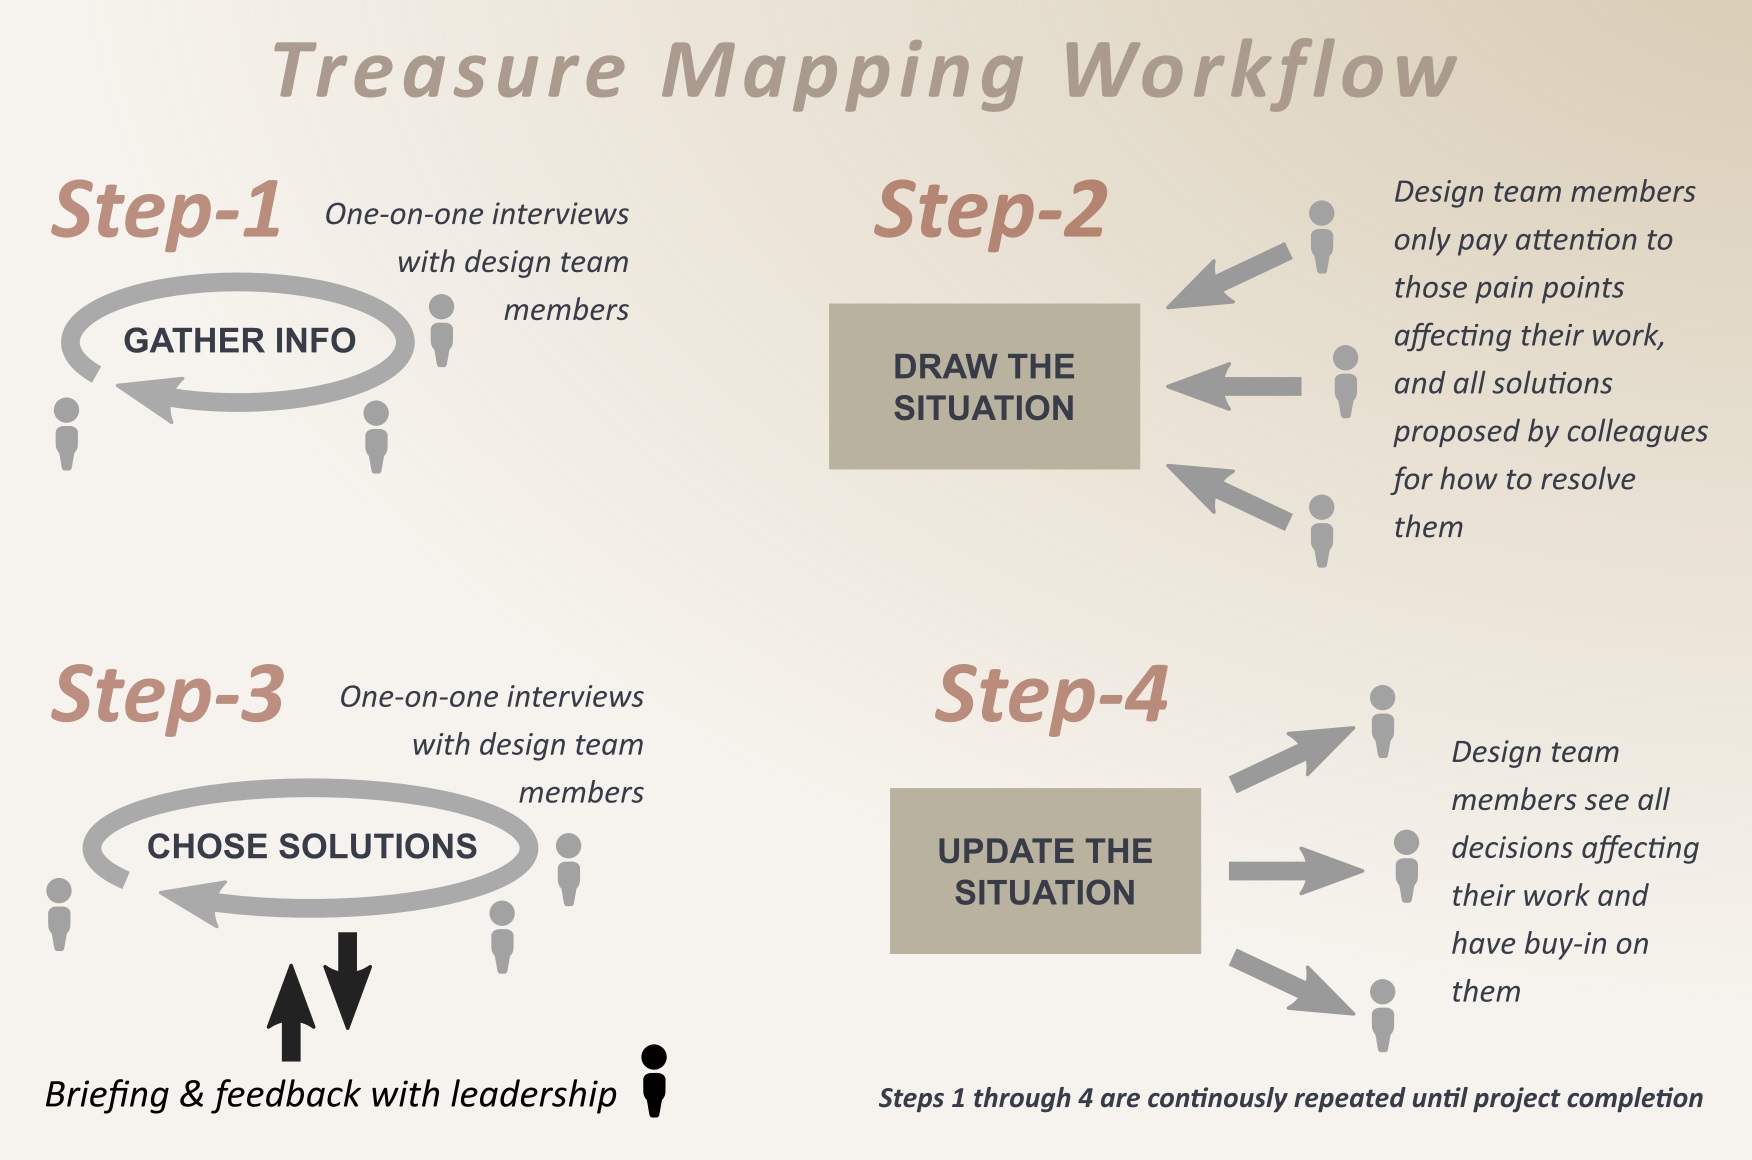 Treasure Mapping Workflow
Step-1
One-on-one interviews
with design team
members
GATHER INFO
Step-2
DRAW THE
SITUATION
Design team members
only pay attention to
those pain points
affecting their work,
and all solutions
proposed by colleagues
for how to resolve
them
Step-3
One-on-one interviews
with design team
members
CHOSE SOLUTIONS
Briefing & feedback with leadership
Step-4
UPDATE THE
SITUATION
Design team
members see all
decisions affecting
their work and
have buy-in on
them
Steps 1 through 4 are continously repeated until project completion